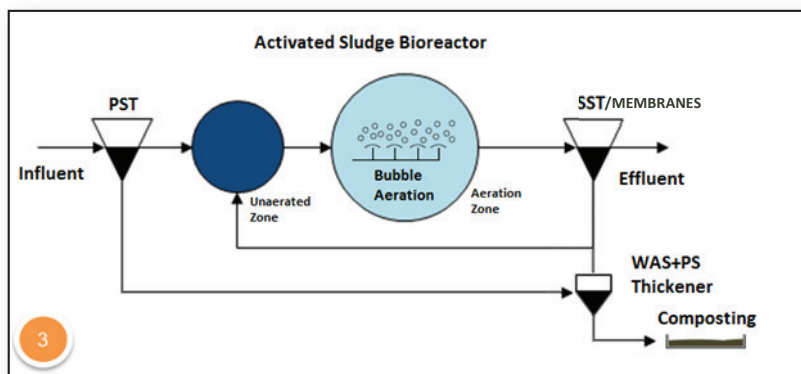 Activated Sludge Bioreactor
PST
SST/MEMBRANES
Influent
Unaerated
Zone
Bubble
Aeration
Aeration
Zone
Effluent
WAS+PS
Thickener
Composting
3